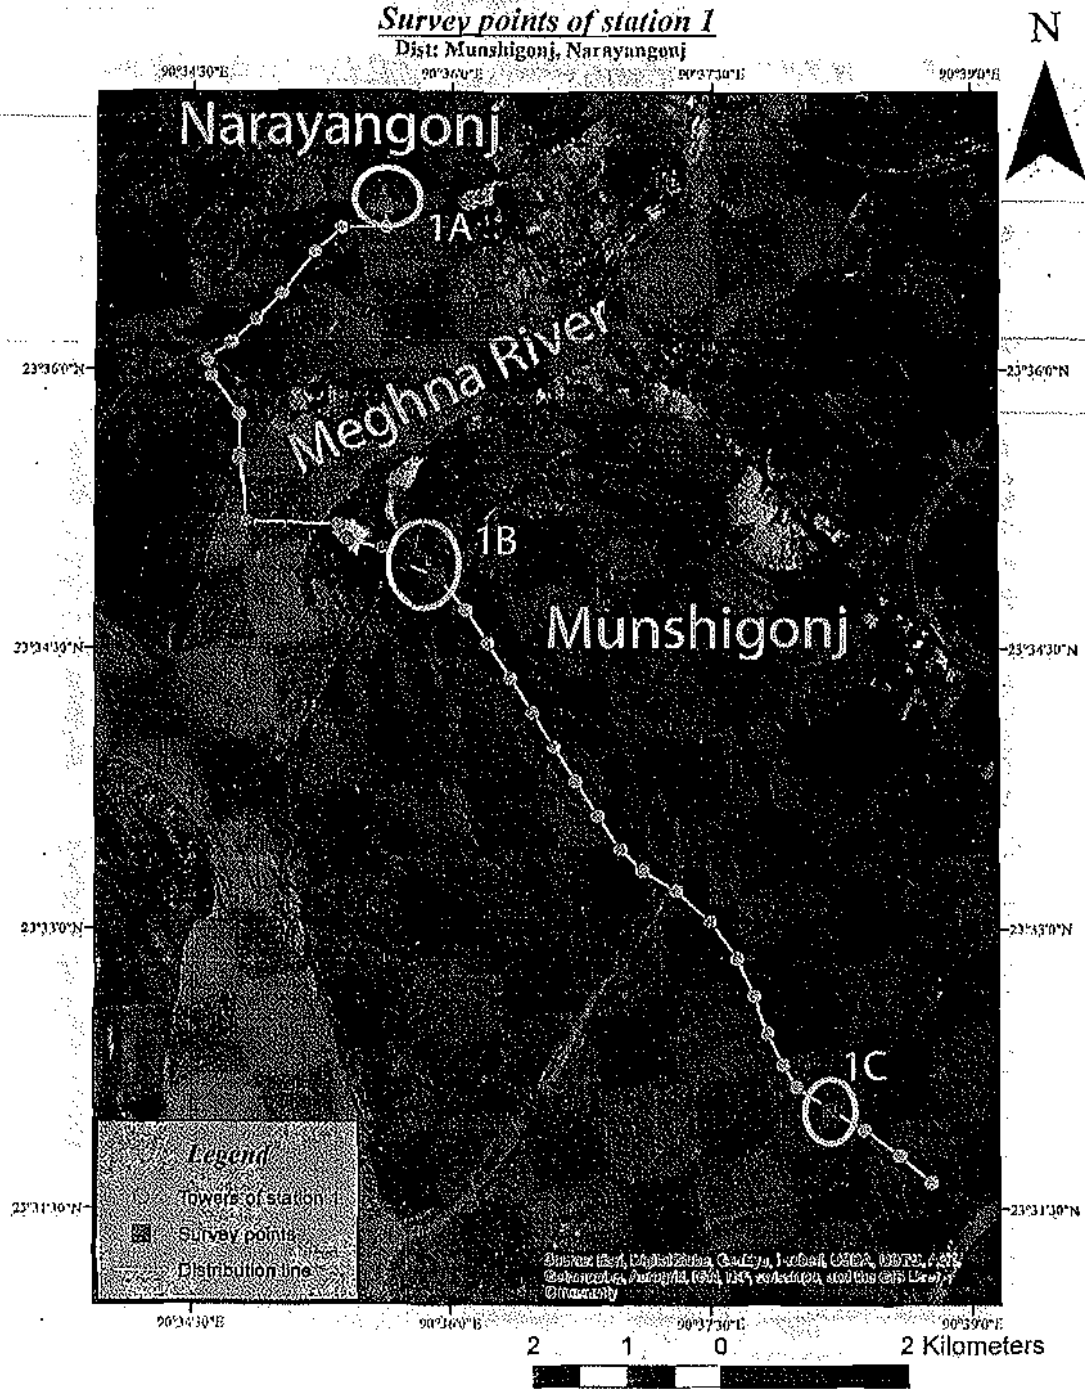 Survey points of station 1
Dist: Munshigonj, Narayangonj
N
90°34'30"E 90°36'0"E 90°37'30"E 90°39'0"E
Narayangonj
1A
Meghna River
23°36'0"N 23°36'0"N
1B
Munshigonj
23°34'30"N 23°34'30"N
23°33'0"N 23°33'0"N
1C
Legend
Towers of station 1
23°31'30"N 23°31'30"N
Survey points
Distribution line
Community
90°34'30"E 90°36'0"E 90°37'30"E 90°39'0"E
2 1 0 2 Kilometers